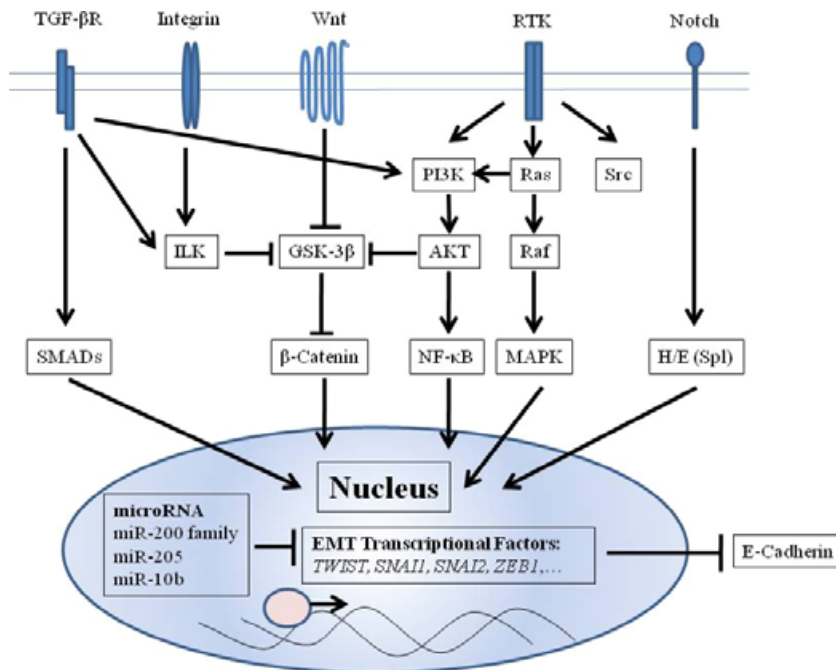 TGF-βR
Integrin
Wnt
RTK
Notch
PI3K
Ras
Src
ILK
GSK-3β
AKT
Raf
SMADs
β-Catenin
NF-κB
MAPK
H/E (Spl)
Nucleus
microRNA
miR-200 family
miR-205
miR-10b
EMT Transcriptional Factors:
TWIST, SNAI1, SNAI2, ZEB1,…
E-Cadherin